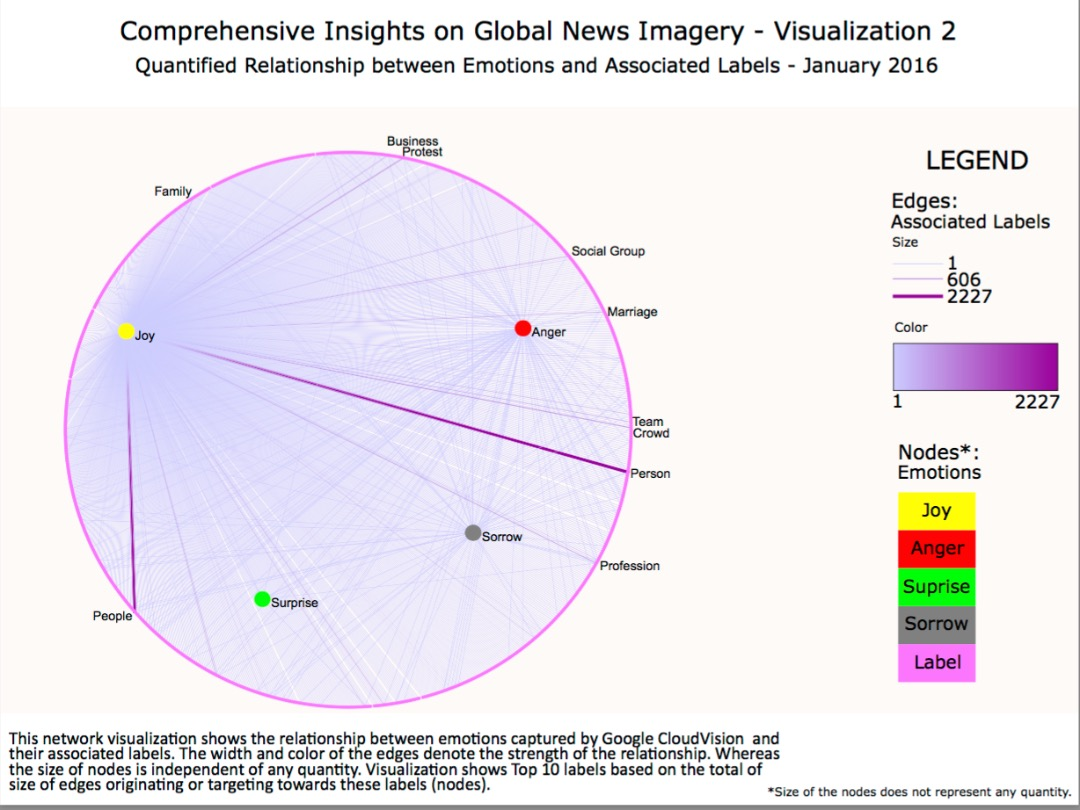 Comprehensive Insights on Global News Imagery - Visualization 2
Quantified Relationship between Emotions and Associated Labels - January 2016
Business
Protest
Family
Social Group
Marriage
Joy
Anger
Team
Crowd
Person
Sorrow
Profession
Surprise
People
LEGEND
Edges:
Associated Labels
Size
1
606
2227
Color
1 2227
Nodes*:
Emotions
Joy
Anger
Suprise
Sorrow
Label
This network visualization shows the relationship between emotions captured by Google CloudVision and
their associated labels. The width and color of the edges denote the strength of the relationship. Whereas
the size of nodes is independent of any quantity. Visualization shows Top 10 labels based on the total of
size of edges originating or targeting towards these labels (nodes).
*Size of the nodes does not represent any quantity.